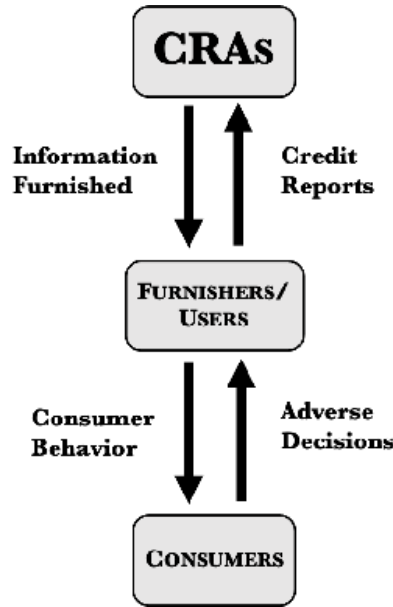 CRAs
Information
Furnished
Credit
Reports
FURNISHERS/
USERS
Consumer
Behavior
Adverse
Decisions
CONSUMERS